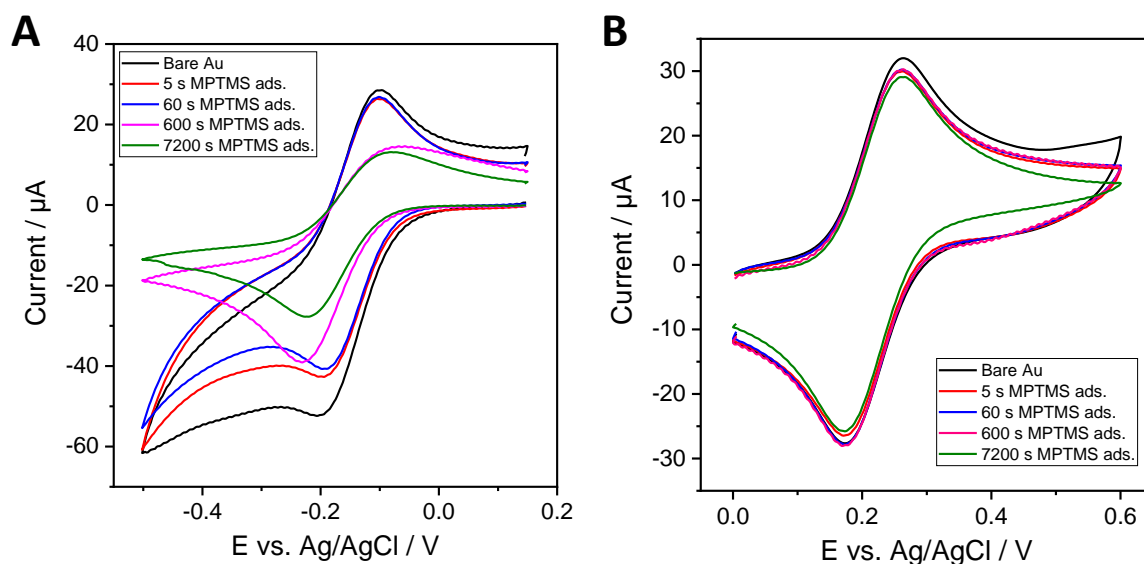 A
40
20
0
-20
-40
-60
Current / µA
Bare Au
5 s MPTMS ads.
60 s MPTMS ads.
600 s MPTMS ads.
7200 s MPTMS ads.
-0.4
-0.2
0.0
0.2
E vs. Ag/AgCl / V
B
30
20
10
0
-10
-20
-30
Current / µA
Bare Au
5 s MPTMS ads.
60 s MPTMS ads.
600 s MPTMS ads.
7200 s MPTMS ads.
0.0
0.2
0.4
0.6
E vs. Ag/AgCl / V